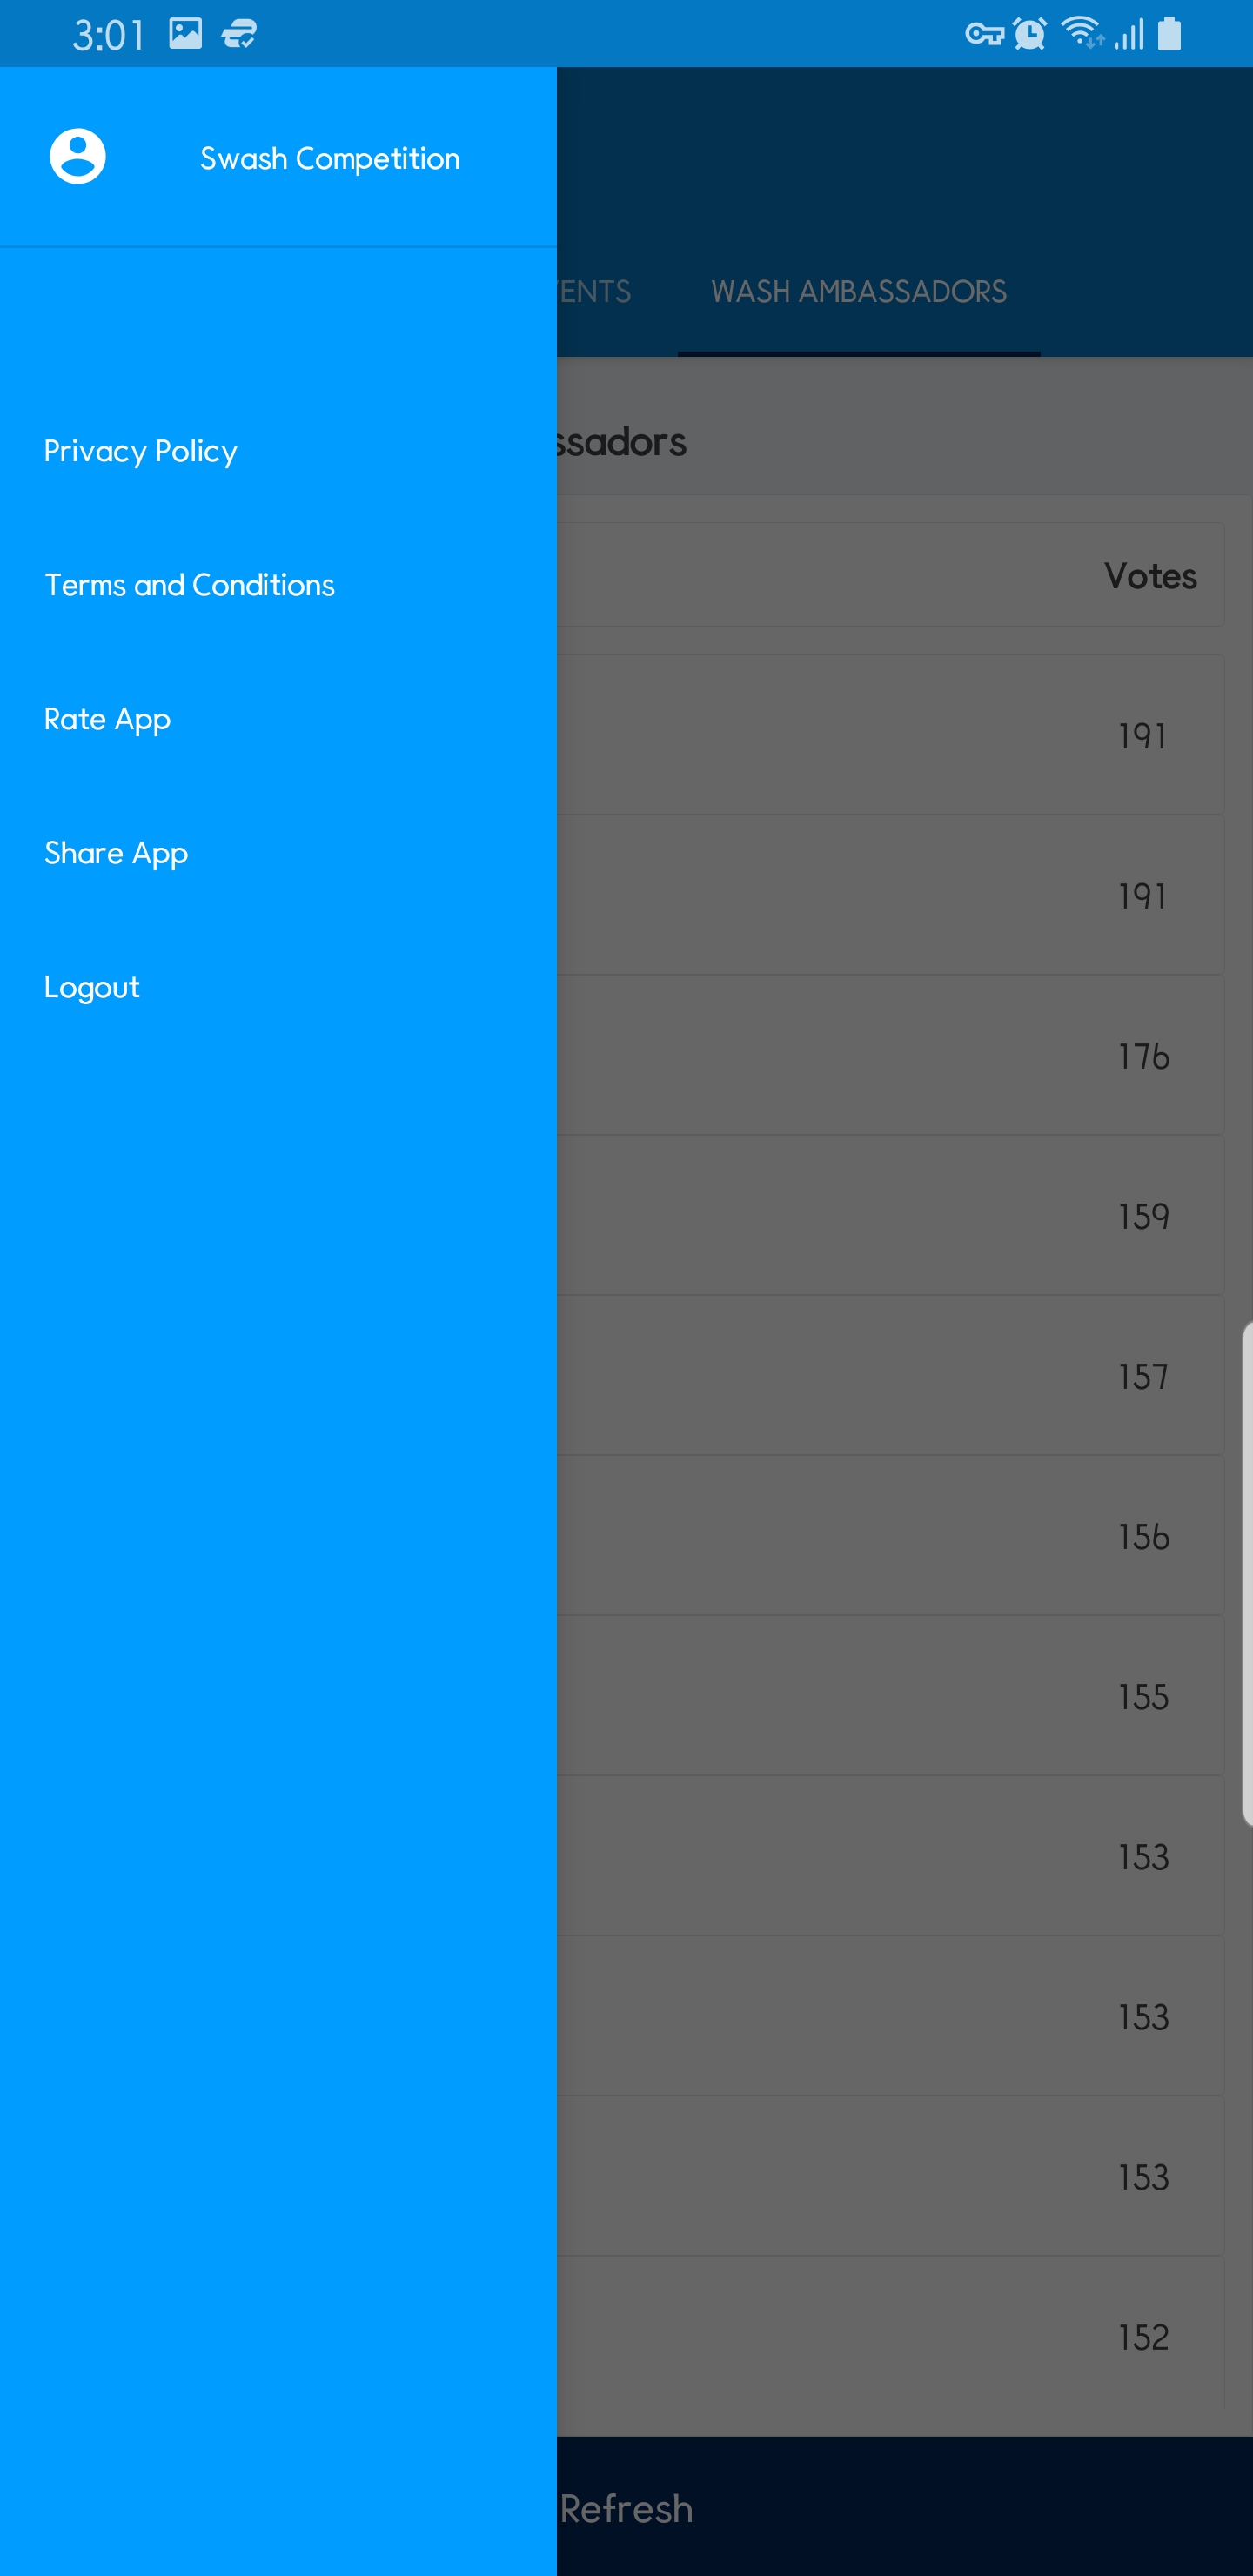 3:01
Swash Competition
ENTS WASH AMBASSADORS
ssadors
Privacy Policy
Votes
Terms and Conditions
Rate App
191
Share App
191
Logout
176
159
157
156
155
153
153
153
152
Refresh